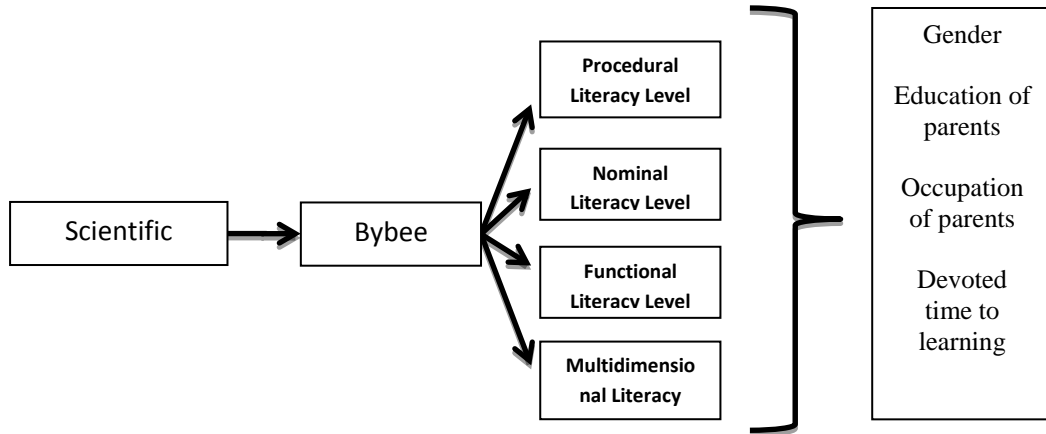 Scientific
Bybee
Procedural
Literacy Level
Nominal
Literacy Level
Functional
Literacy Level
Multidimensio
nal Literacy
Gender
Education of
parents
Occupation
of parents
Devoted
time to
learning